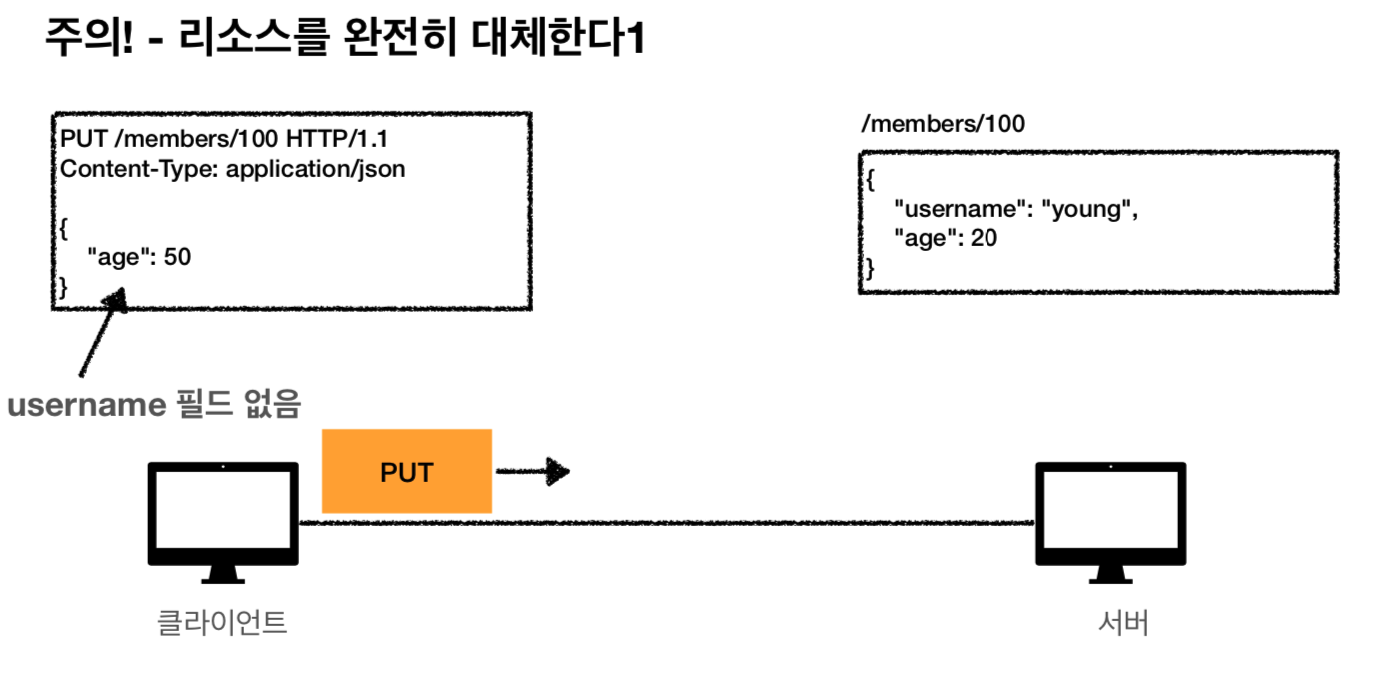 주의! - 리소스를 완전히 대체한다1
PUT /members/100 HTTP/1.1
Content-Type: application/json
{
"age": 50
}
username 필드 없음
/members/100
{
"username": "young",
"age": 20
}
PUT
클라이언트
서버